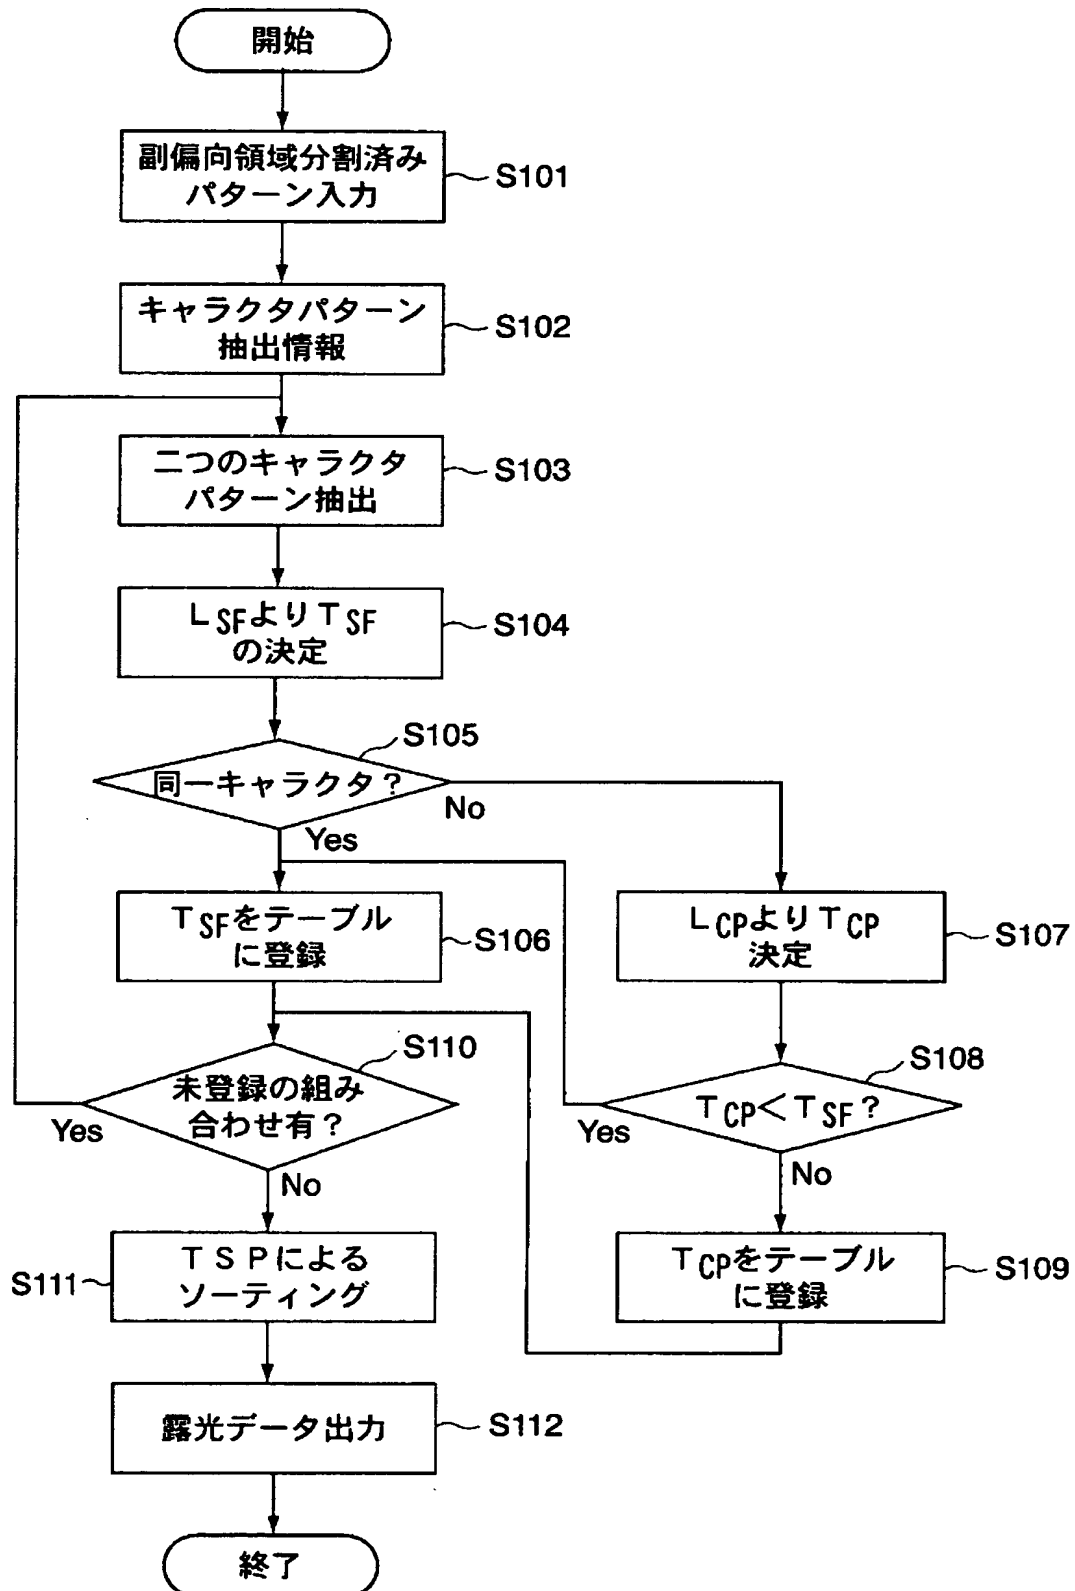 開始
副偏向領域分割済み
パターン入力
S101
キャラクタパターン
抽出情報
S102
二つのキャラクタ
パターン抽出
S103
LSFよりTSF
の決定
S104
S105
同一キャラクタ?
No
Yes
TSFをテーブル
に登録
S106
LCPよりTCP
決定
S107
S110
未登録の組み
合わせ有?
Yes
No
S108
TCP<TSF?
Yes
No
TSPによる
ソーティング
S111
TCPをテーブル
に登録
S109
露光データ出力
S112
終了